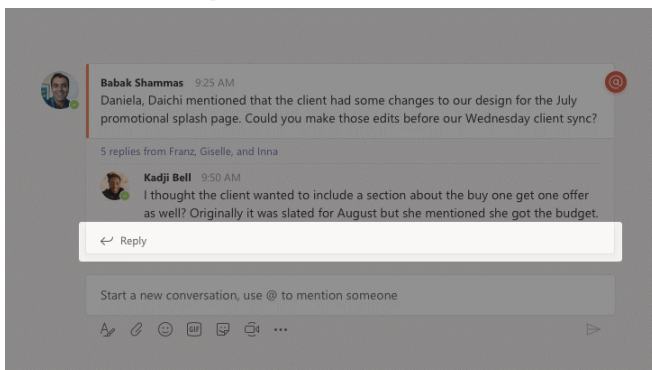 Babak Shammas 9:25 AM
@
Daniela, Daichi mentioned that the client had some changes to our design for the July
promotional splash page. Could you make those edits before our Wednesday client sync?
5 replies from Franz, Giselle, and Inna
Kadji Bell 9:50 AM
I thought the client wanted to include a section about the buy one get one offer
as well? Originally it was slated for August but she mentioned she got the budget.
Reply
Start a new conversation, use @ to mention someone
A
GIF